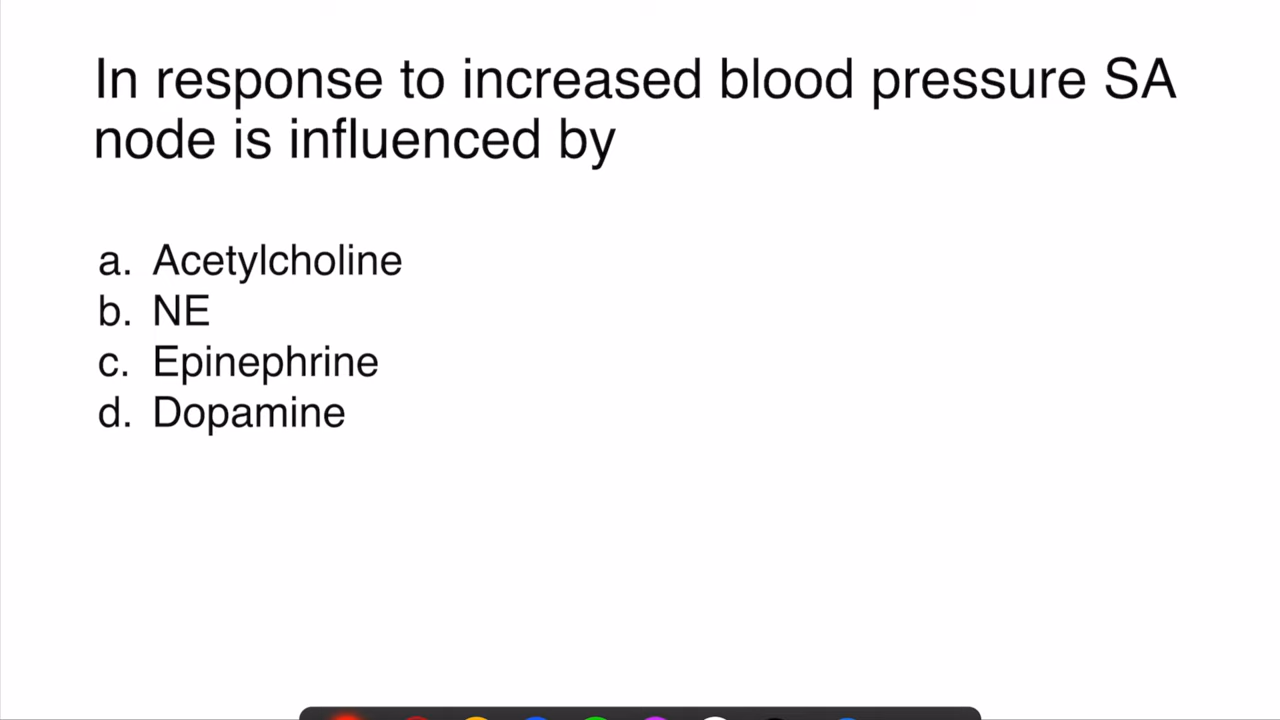 In response to increased blood pressure SA
node is influenced by
a. Acetylcholine
b. NE
c. Epinephrine
d. Dopamine